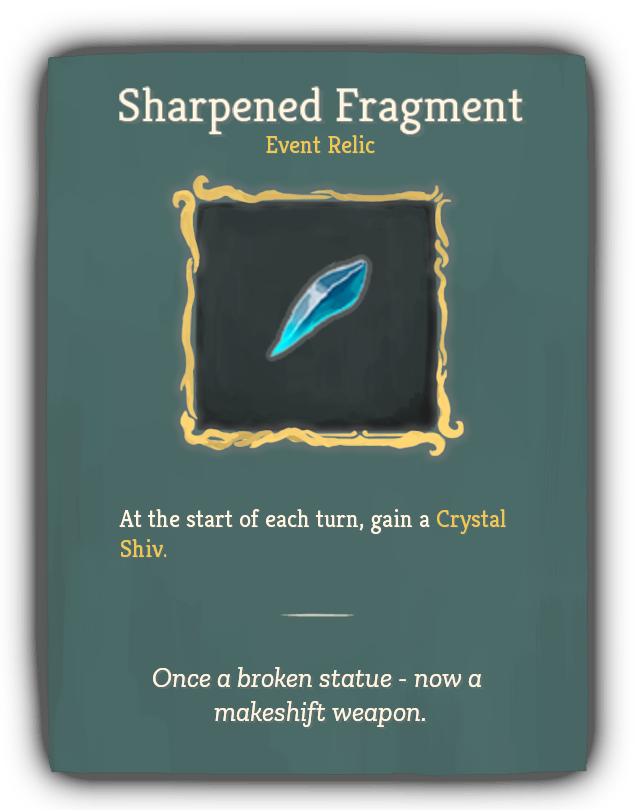 Sharpened Fragment
Event Relic
At the start of each turn, gain a Crystal
Shiv.
Once a broken statue - now a
makeshift weapon.